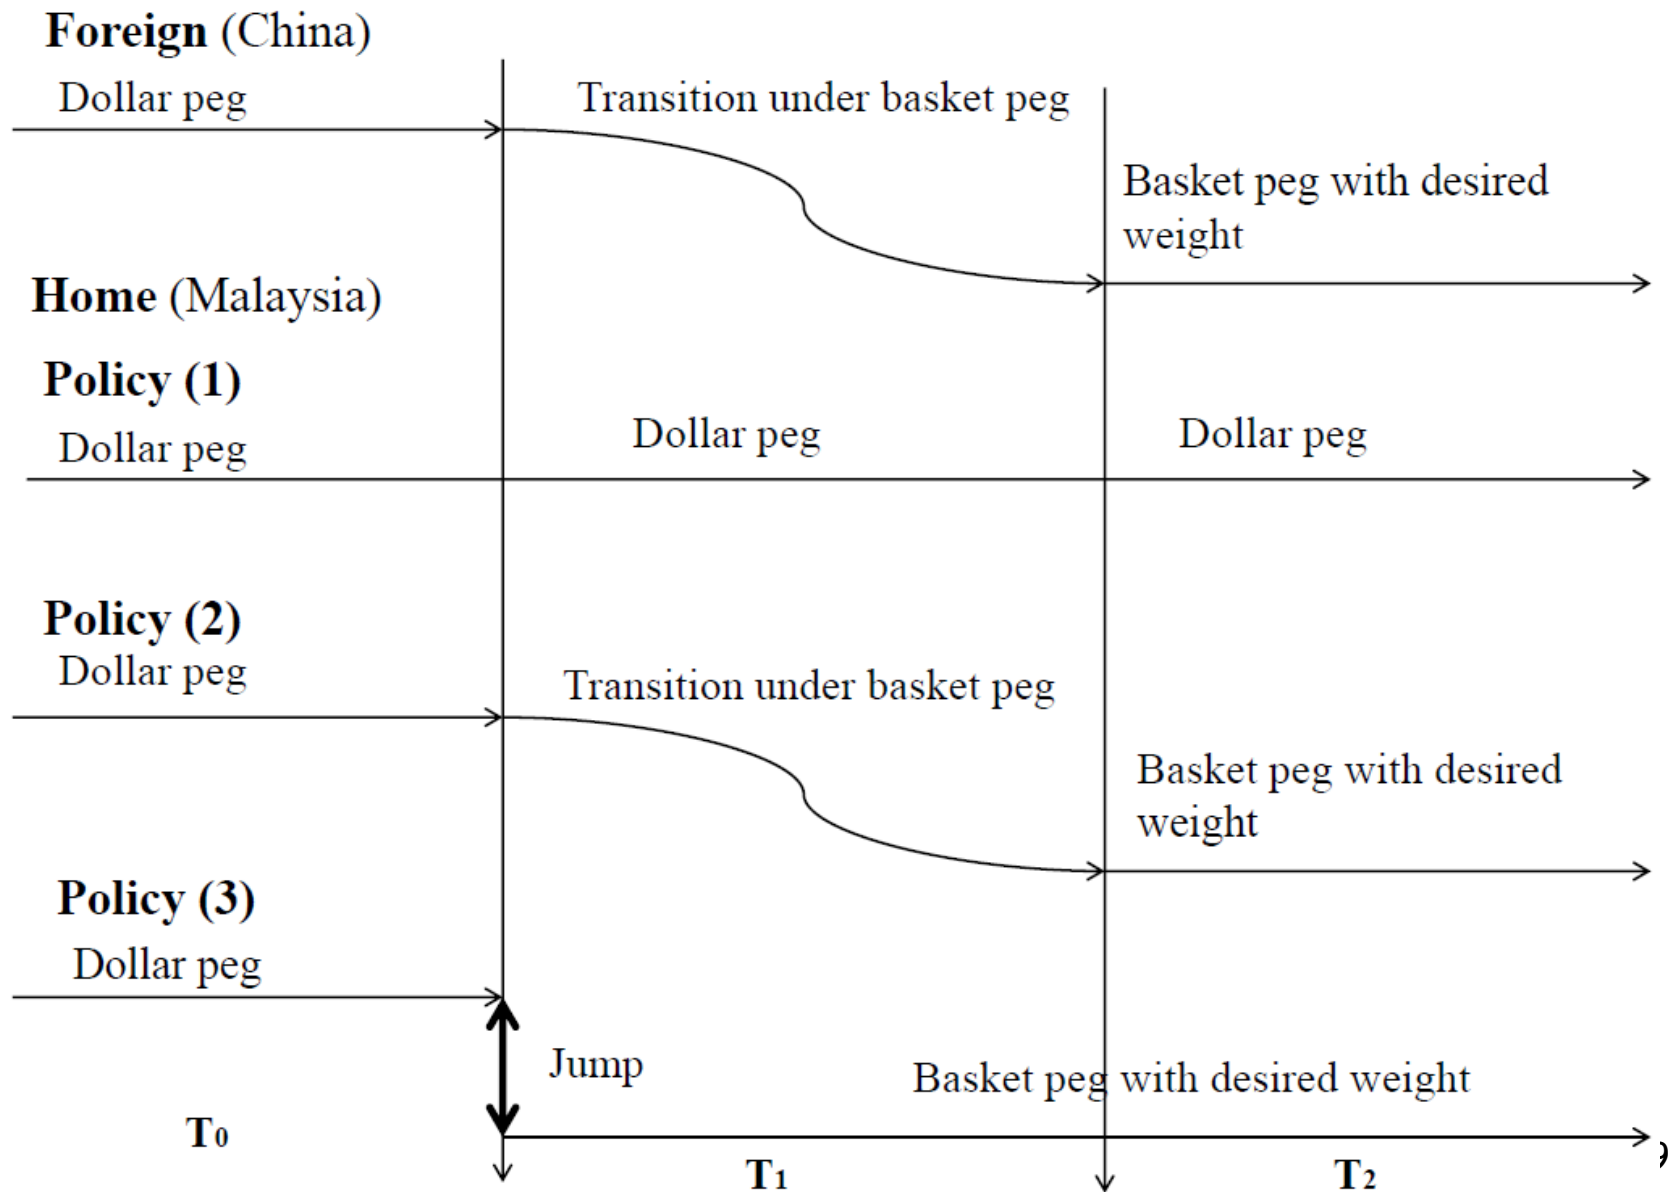 Foreign (China)
Dollar peg
Transition under basket peg
Basket peg with desired
weight
Home (Malaysia)
Policy (1)
Dollar peg
Dollar peg
Dollar peg
Policy (2)
Dollar peg
Transition under basket peg
Basket peg with desired
weight
Policy (3)
Dollar peg
Jump
Basket peg with desired weight
T0
T1
T2